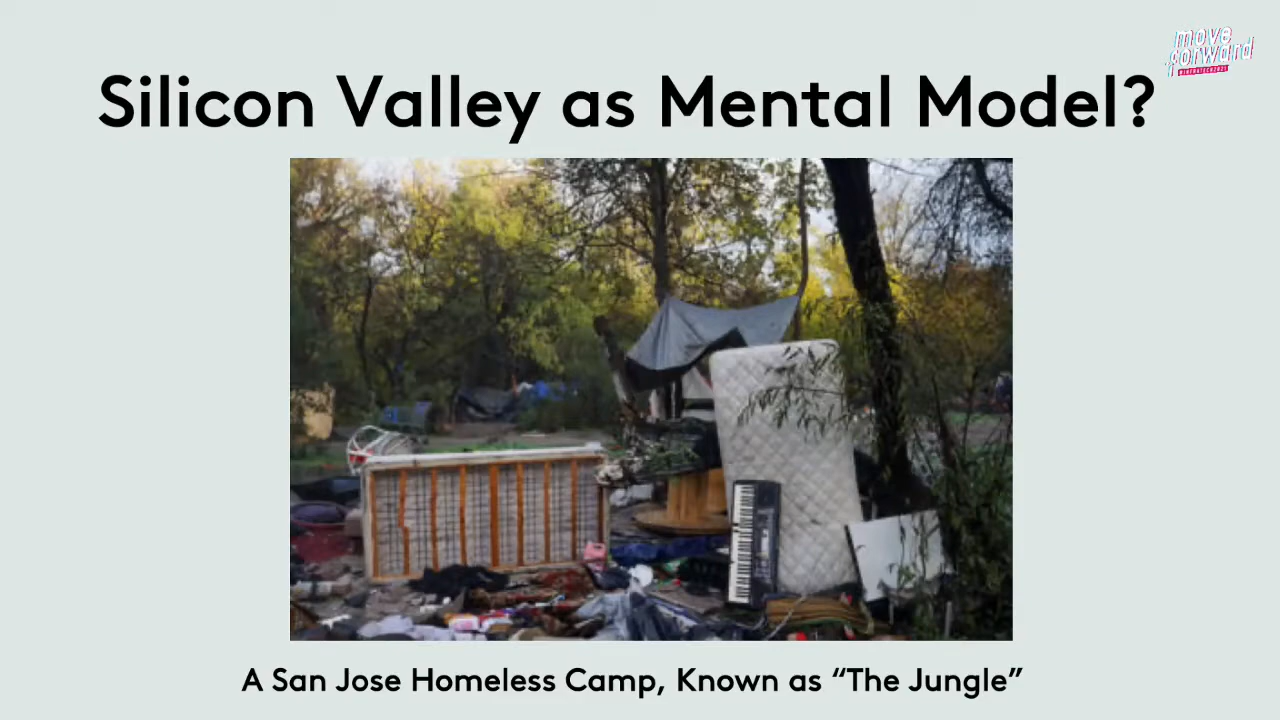 move
forward
Silicon Valley as Mental Model?
A San Jose Homeless Camp, Known as “The Jungle”